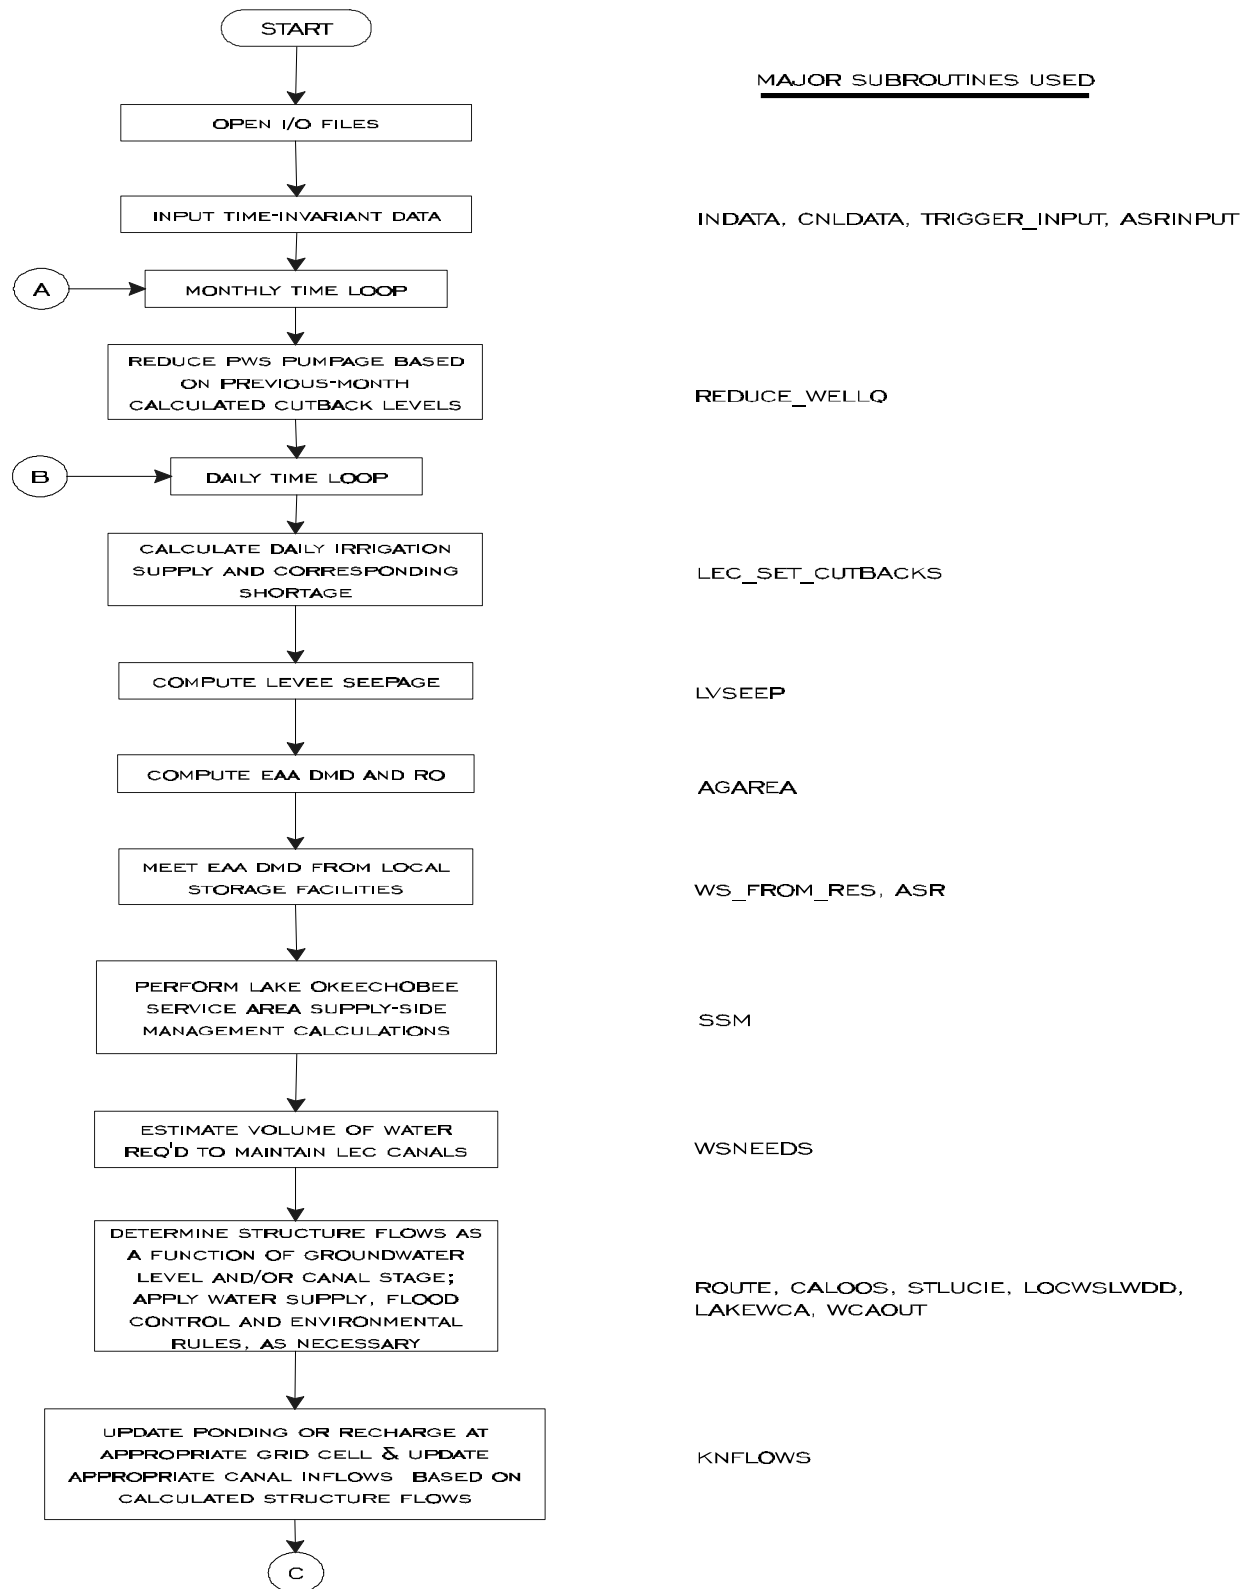 START
MAJOR SUBROUTINES USED
OPEN I/O FILES
INPUT TIME-INVARIANT DATA
INDATA, CNLDATA, TRIGGER_INPUT, ASRINPUT
A
MONTHLY TIME LOOP
REDUCE PWS PUMPAGE BASED
ON PREVIOUS-MONTH
CALCULATED CUTBACK LEVELS
REDUCE_WELLQ
B
DAILY TIME LOOP
CALCULATE DAILY IRRIGATION
SUPPLY AND CORRESPONDING
SHORTAGE
LEC_SET_CUTBACKS
COMPUTE LEVEE SEEPAGE
LVSEEP
COMPUTE EAA DMD AND RO
AGAREA
MEET EAA DMD FROM LOCAL
STORAGE FACILITIES
WS_FROM_RES, ASR
PERFORM LAKE OKEECHOBEE
SERVICE AREA SUPPLY-SIDE
MANAGEMENT CALCULATIONS
SSM
ESTIMATE VOLUME OF WATER
REQ'D TO MAINTAIN LEC CANALS
WSNEEDS
DETERMINE STRUCTURE FLOWS AS
A FUNCTION OF GROUNDWATER
LEVEL AND/OR CANAL STAGE;
APPLY WATER SUPPLY, FLOOD
CONTROL AND ENVIRONMENTAL
RULES, AS NECESSARY
ROUTE, CALOOS, STLUCIE, LOCWSLWDD,
LAKEWCA, WCAOUT
UPDATE PONDING OR RECHARGE AT
APPROPRIATE GRID CELL & UPDATE
APPROPRIATE CANAL INFLOWS BASED ON
CALCULATED STRUCTURE FLOWS
KNFLOWS
C